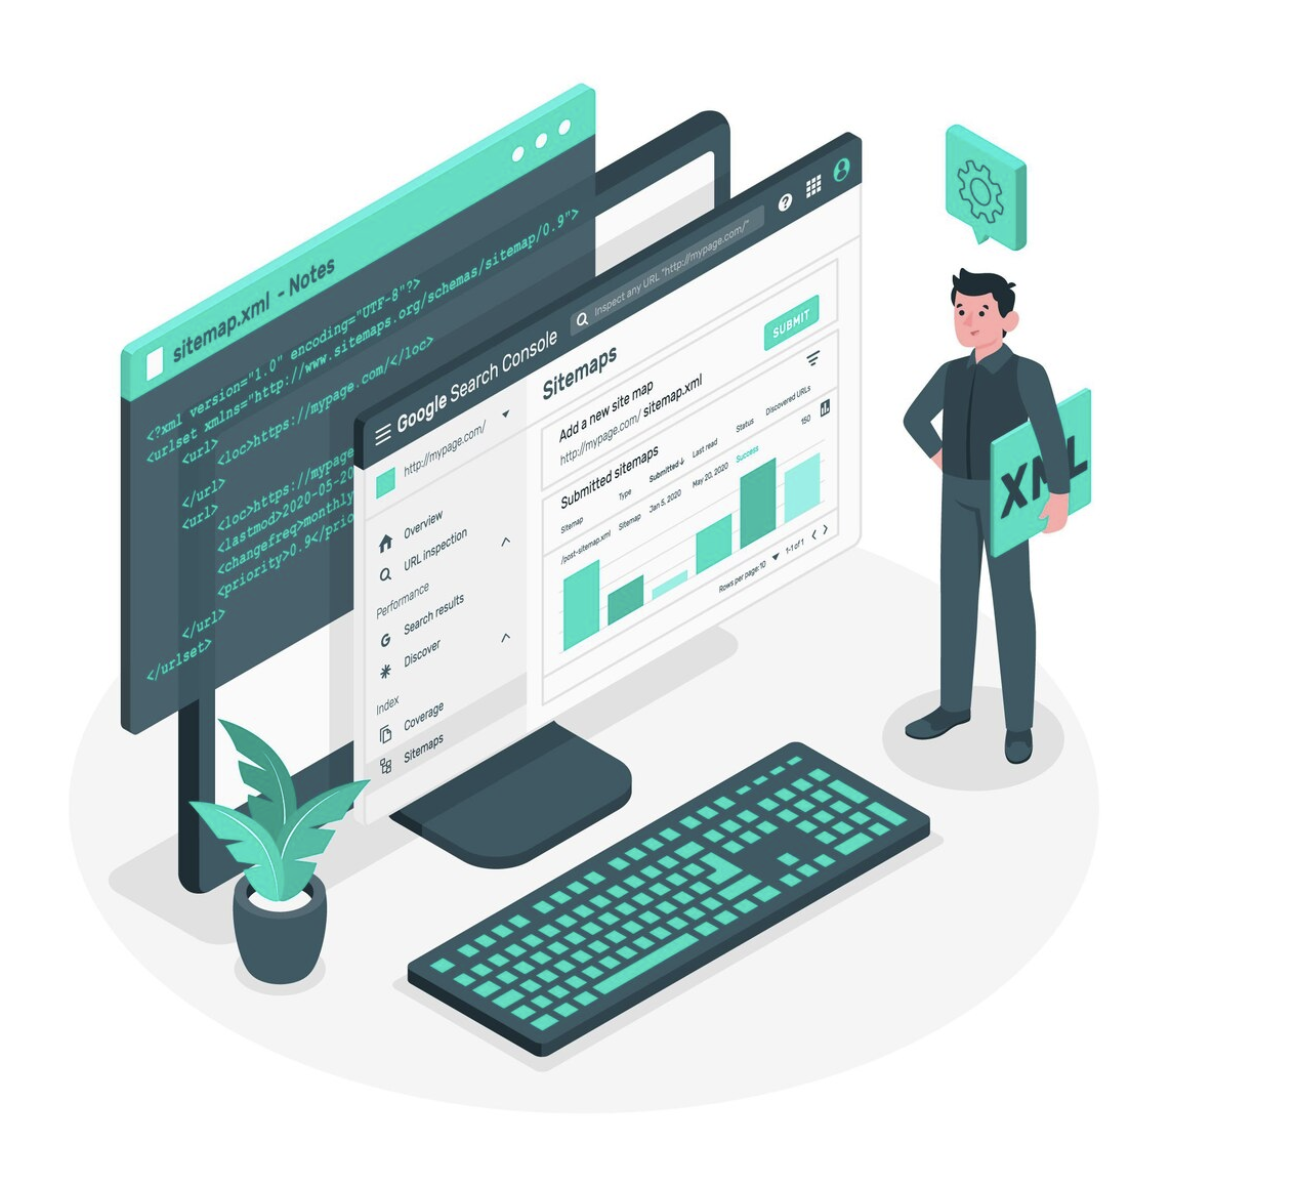 sitemap.xml - Notes
<?xml version="1.0" encoding="UTF-8"?>
<urlset xmlns="http://www.sitemaps.org/schemas/sitemap/0.9">
<url>
<loc>https://mypage.com/</loc>
</url>
<url>
<loc>https://mypage
<lastmod>2020-05-20
<changefreq>monthly
<priority>0.9</prio
</url>
</urlset>
Google Search Console
Inspect any URL "http://mypage.com/"
http://mypage.com/
Overview
URL inspection
Performance
Search results
G
Discover
Index
Coverage
Sitemaps
Sitemaps
Add a new site map
http://mypage.com/ sitemap.xml
SUBMIT
Submitted sitemaps
Sitemap Type Submitted↓ Last read Status Discovered URLs
/post-sitemap.xml Sitemap Jan 5, 2020 May 20, 2020 Success 150
Rows per page: 10 1-1 of 1
?
XML